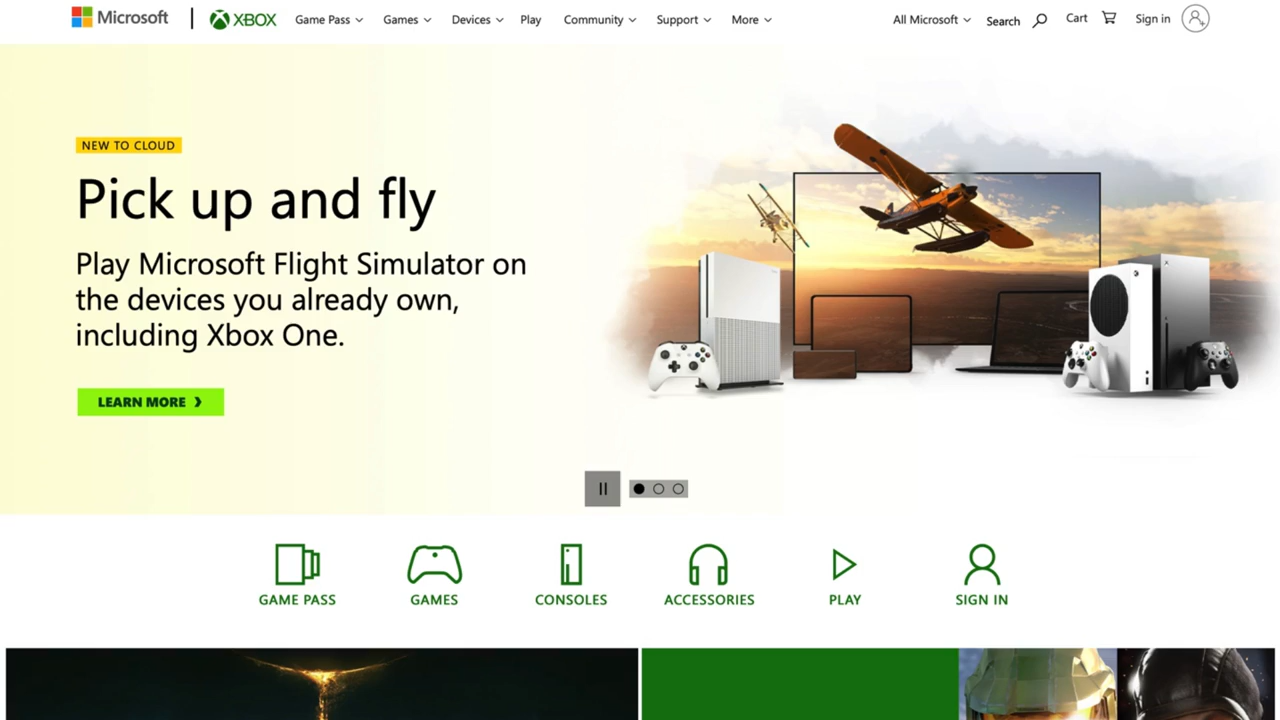 Microsoft XBOX Game Pass Games Devices Play Community Support More All Microsoft Search Cart Sign in
NEW TO CLOUD
Pick up and fly
Play Microsoft Flight Simulator on
the devices you already own,
including Xbox One.
LEARN MORE
GAME PASS GAMES CONSOLES ACCESSORIES PLAY SIGN IN